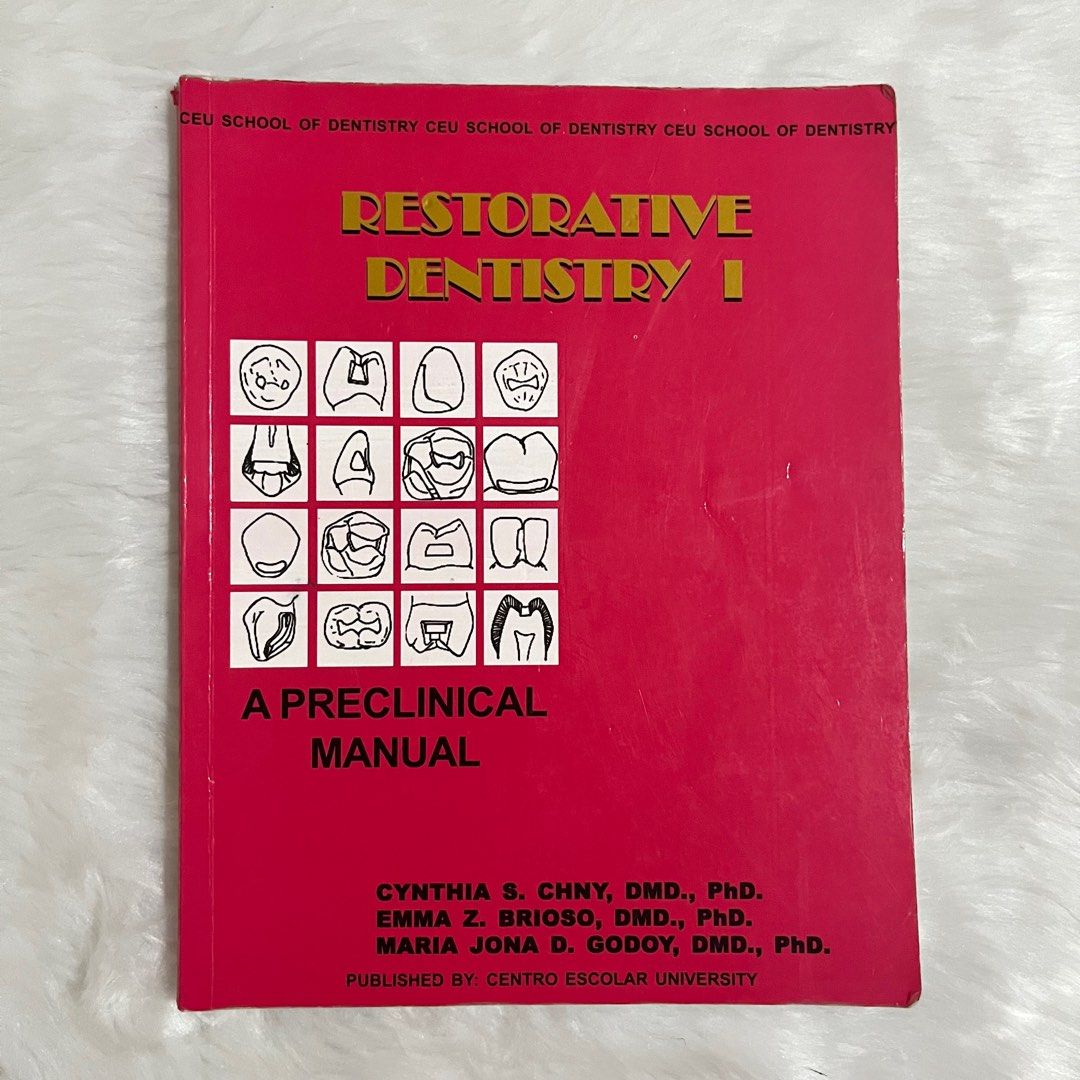 CEU SCHOOL OF DENTISTRY CEU SCHOOL OF DENTISTRY CEU SCHOOL OF DENTISTRY
RESTORATIVE
DENTISTRY I
A PRECLINICAL
MANUAL
CYNTHIA S. CHNY, DMD., PhD.
EMMA Z. BRIOSO, DMD., PhD.
MARIA JONA D. GODOY, DMD., PhD.
PUBLISHED BY: CENTRO ESCOLAR UNIVERSITY